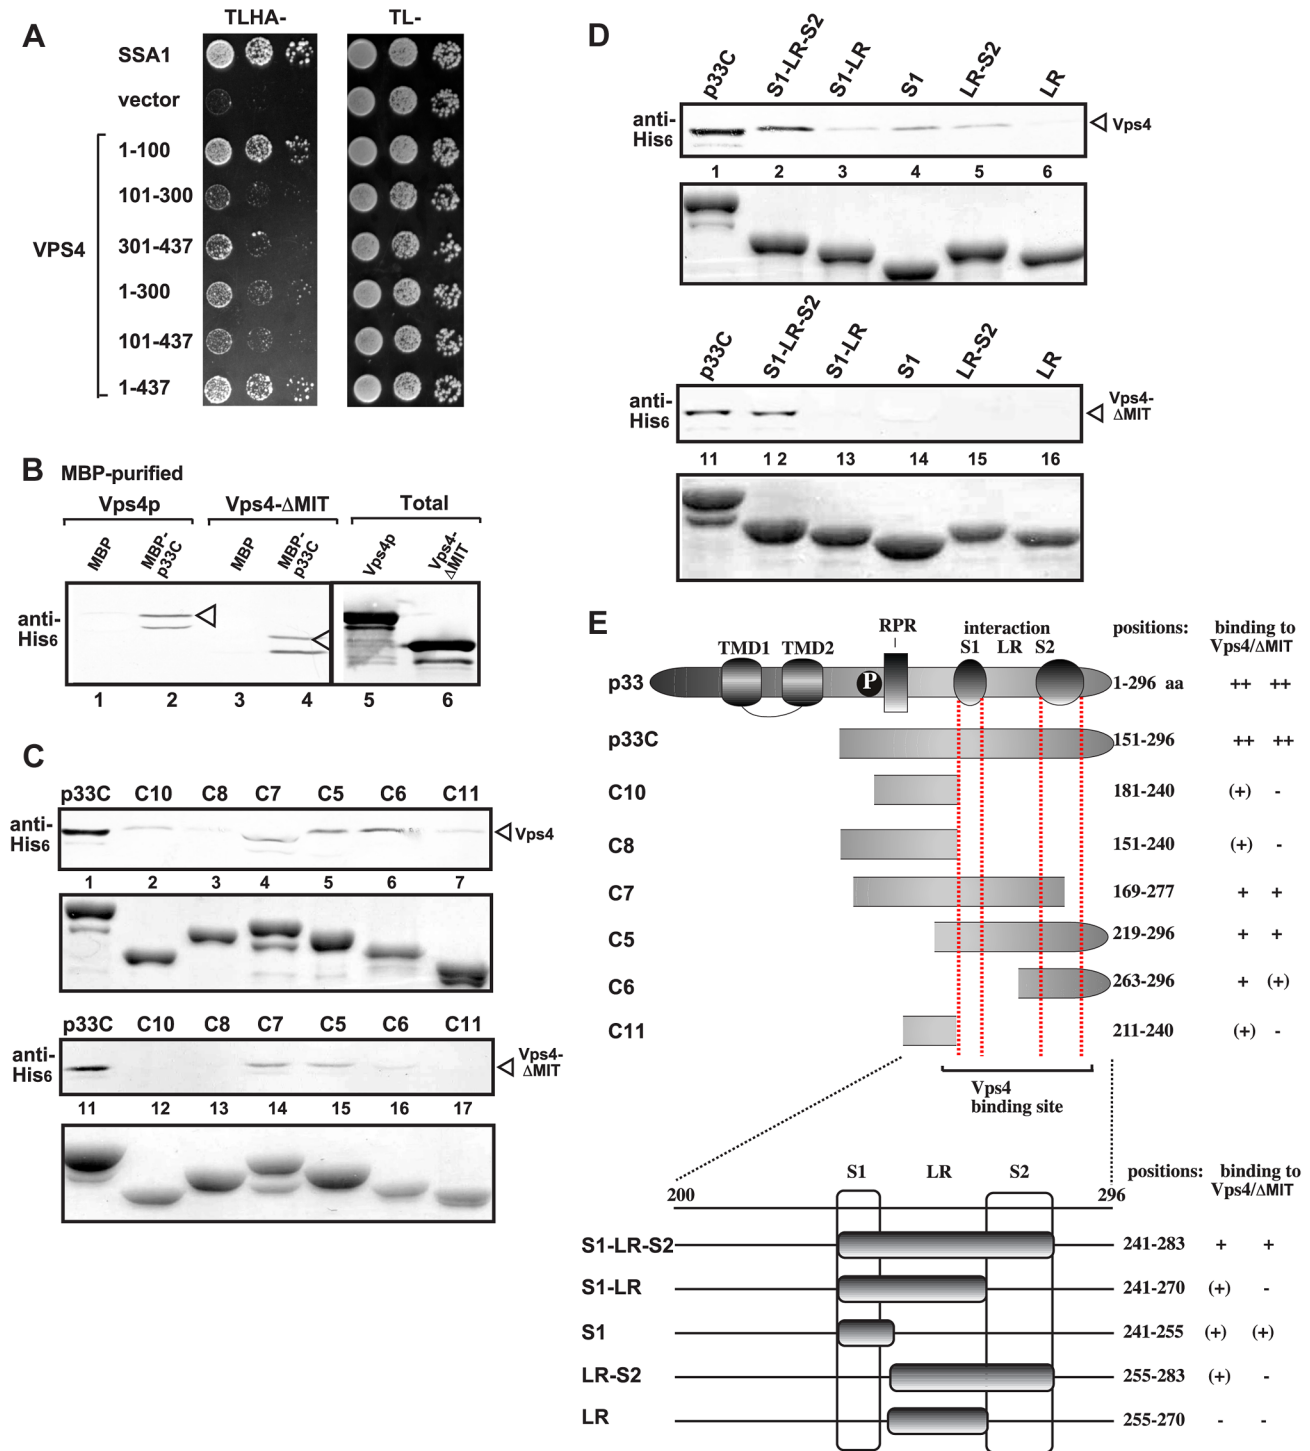 A
TLHA-
TL-
SSA1
vector
1-100
101-300
VPS4
301-437
1-300
101-437
1-437
B
MBP-purified
Vps4p
Vps4-ΔMIT
Total
MBP
MBP-p33C
MBP
MBP-p33C
Vps4p
Vps4-ΔMIT
anti-His6
1 2 3 4 5 6
C
p33C C10 C8 C7 C5 C6 C11
anti-His6
Vps4
1 2 3 4 5 6 7
p33C C10 C8 C7 C5 C6 C11
anti-His6
Vps4-ΔMIT
11 12 13 14 15 16 17
D
p33C S1-LR-S2 S1-LR S1 LR-S2 LR
anti-His6
Vps4
1 2 3 4 5 6
p33C S1-LR-S2 S1-LR S1 LR-S2 LR
anti-His6
Vps4-ΔMIT
11 1 2 13 14 15 16
E
RPR
interaction
positions:
binding to
Vps4/ΔMIT
TMD1 TMD2 S1 LR S2
p33 P 1-296 aa ++ ++
p33C 151-296 ++ ++
C10 181-240 (+) -
C8 151-240 (+) -
C7 169-277 + +
C5 219-296 + +
C6 263-296 + (+)
C11 211-240 (+) -
Vps4
binding site
S1 LR S2 positions: binding to
Vps4/ΔMIT
200 296
S1-LR-S2 241-283 + +
S1-LR 241-270 (+) -
S1 241-255 (+) (+)
LR-S2 255-283 (+) -
LR 255-270 - -